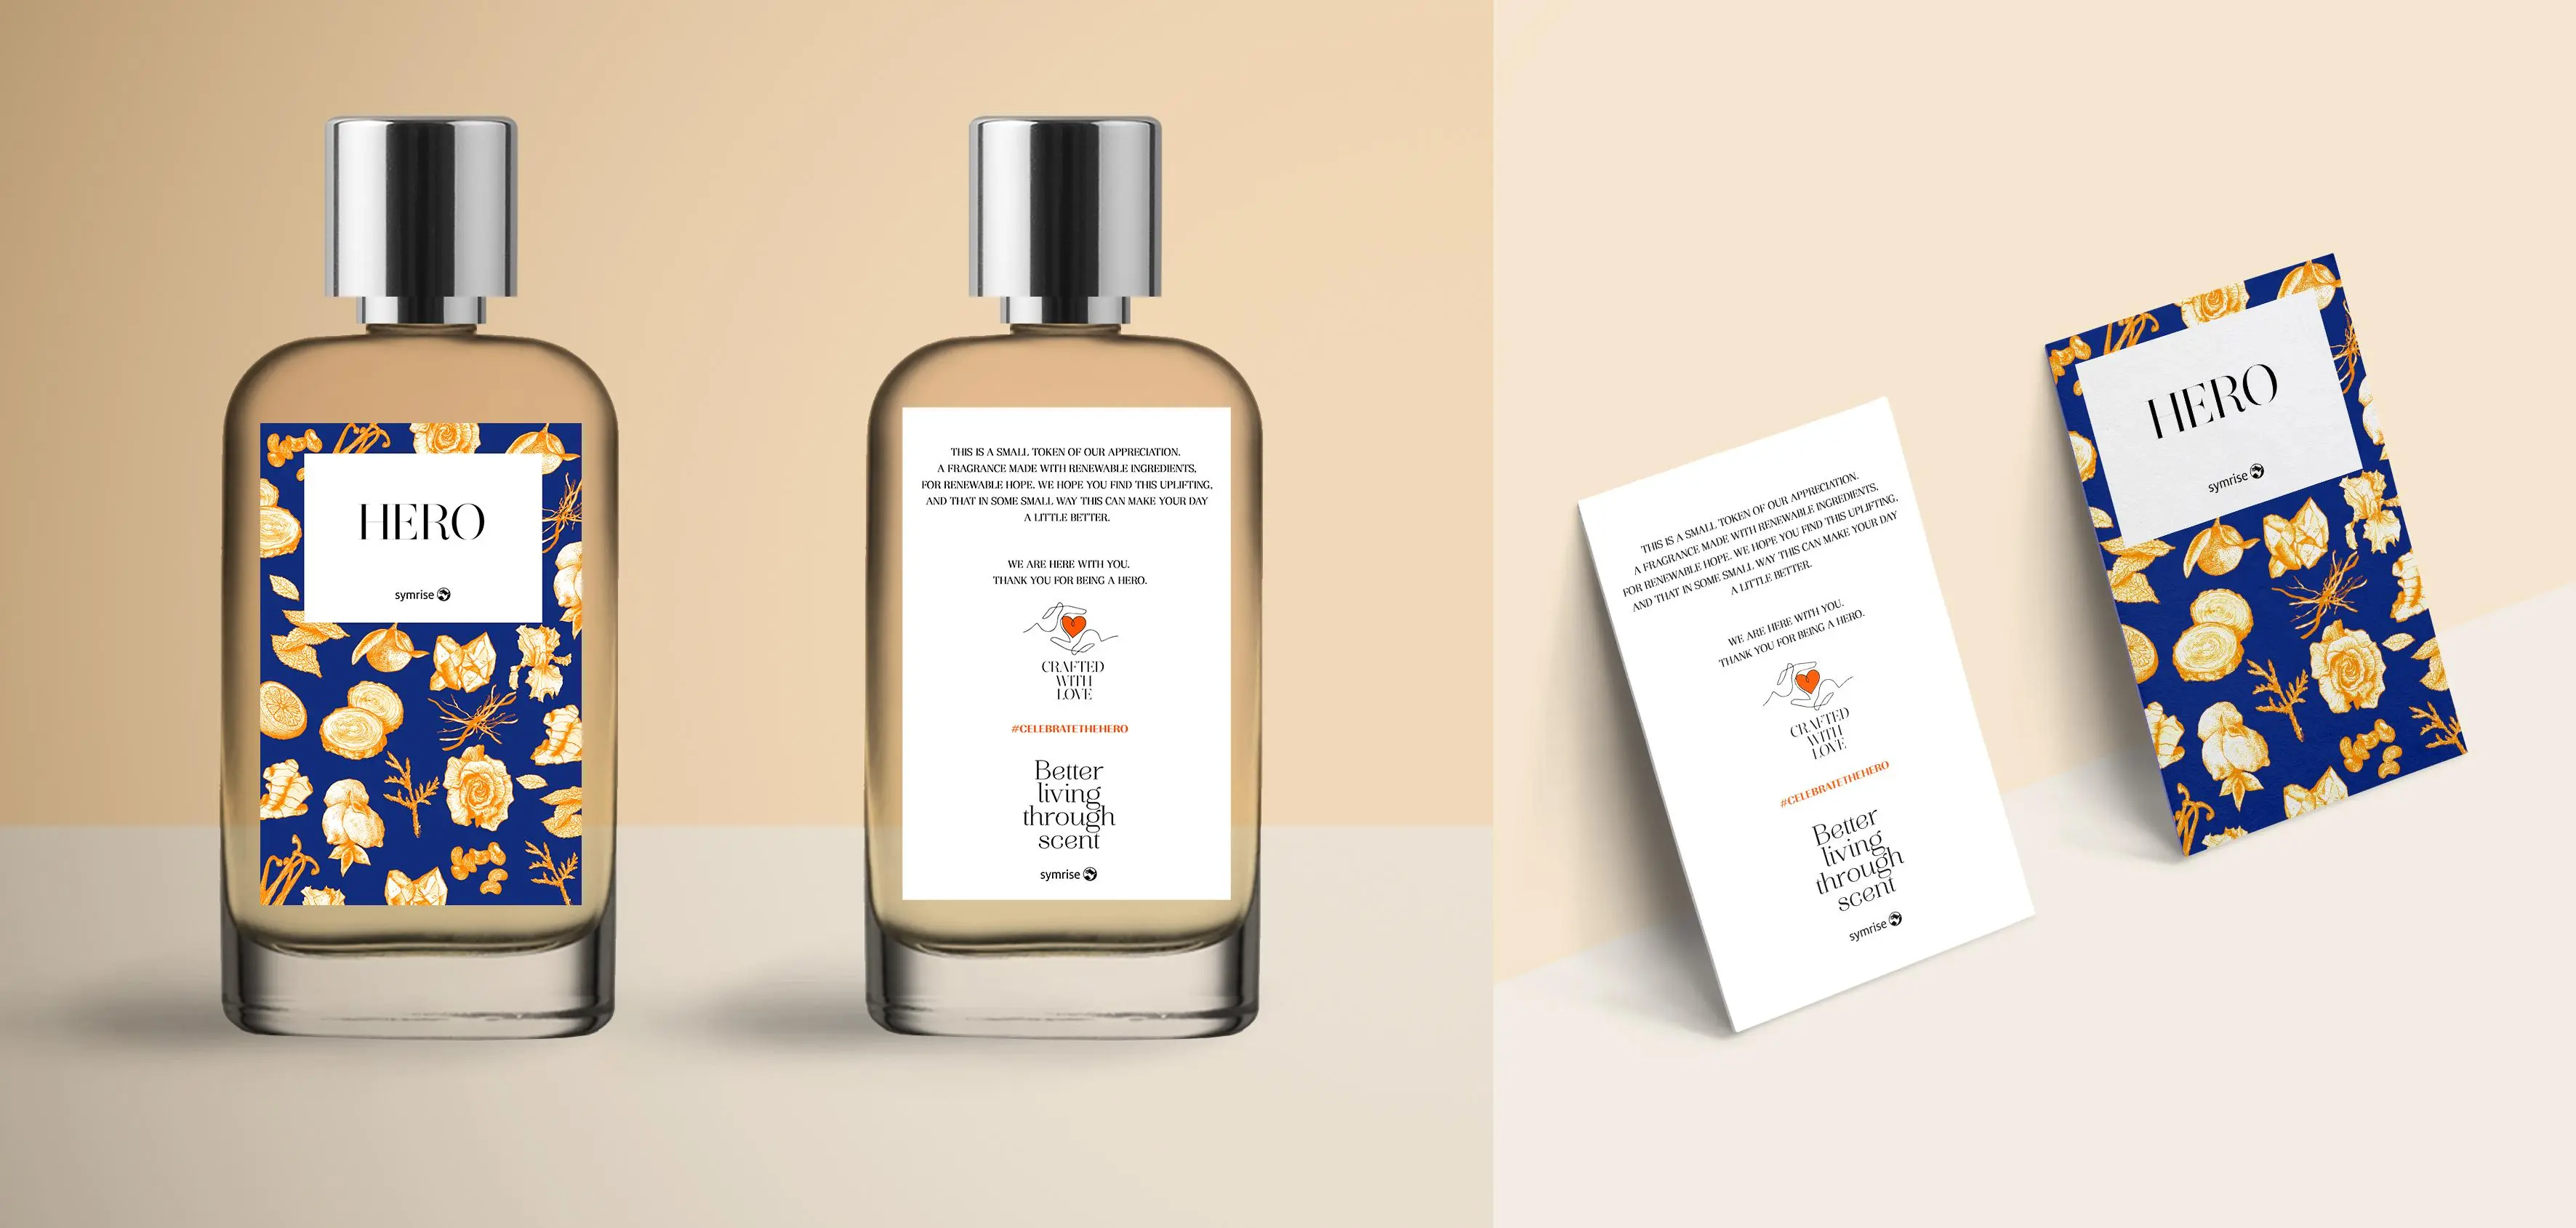 HERO
symrise
THIS IS A SMALL TOKEN OF OUR APPRECIATION.
A FRAGRANCE MADE WITH RENEWABLE INGREDIENTS,
FOR RENEWABLE HOPE. WE HOPE YOU FIND THIS UPLIFTING,
AND THAT IN SOME SMALL WAY THIS CAN MAKE YOUR DAY
A LITTLE BETTER.
WE ARE HERE WITH YOU.
THANK YOU FOR BEING A HERO.
CRAFTED
WITH
LOVE
#CELEBRATETHEHERO
Better
living
through
scent
symrise
THIS IS A SMALL TOKEN OF OUR APPRECIATION.
A FRAGRANCE MADE WITH RENEWABLE INGREDIENTS,
FOR RENEWABLE HOPE. WE HOPE YOU FIND THIS UPLIFTING,
AND THAT IN SOME SMALL WAY THIS CAN MAKE YOUR DAY
A LITTLE BETTER.
WE ARE HERE WITH YOU.
THANK YOU FOR BEING A HERO.
CRAFTED
WITH
LOVE
#CELEBRATETHEHERO
Better
living
through
scent
symrise
HERO
symrise